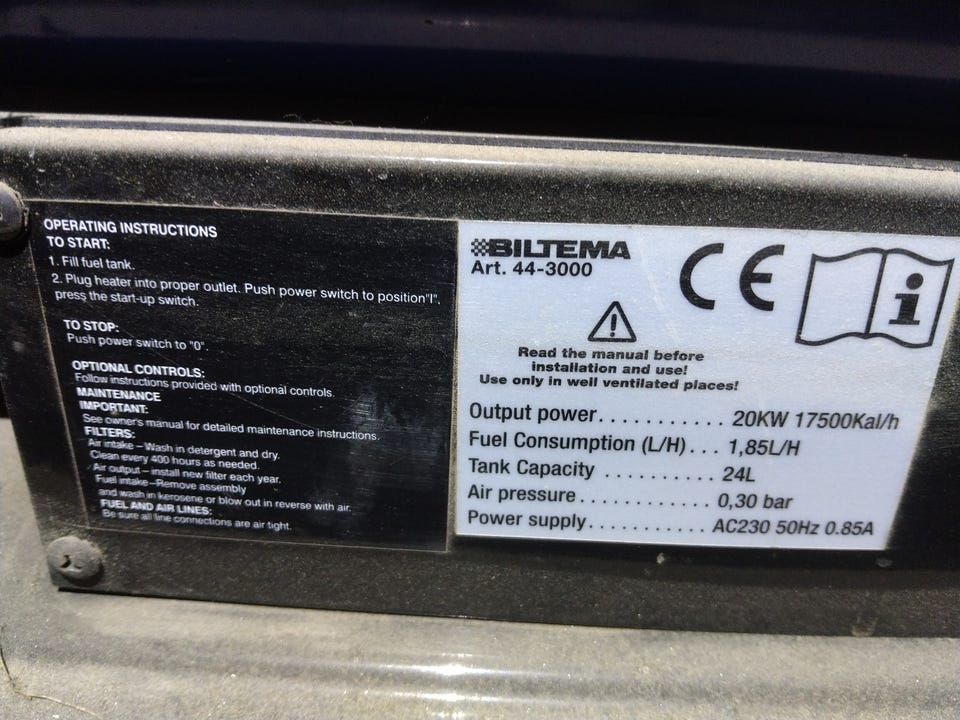 OPERATING INSTRUCTIONS
TO START:
1. Fill fuel tank.
2. Plug heater into proper outlet. Push power switch to position"I",
press the start-up switch.
TO STOP:
Push power switch to "0".
OPTIONAL CONTROLS:
Follow instructions provided with optional controls.
MAINTENANCE
IMPORTANT:
See owner's manual for detailed maintenance instructions.
FILTERS:
Air intake – Wash in detergent and dry.
Clean every 400 hours as needed.
Air output – install new filter each year.
Fuel intake–Remove assembly
and wash in kerosene or blow out in reverse with air.
FUEL AND AIR LINES:
Be sure all line connections are air tight.
BILTEMA
Art. 44-3000
CE
i
!
Read the manual before
installation and use!
Use only in well ventilated places!
Output power........... 20KW 17500Kal/h
Fuel Consumption (L/H)... 1,85L/H
Tank Capacity .......... 24L
Air pressure........... 0,30 bar
Power supply.......... AC230 50Hz 0.85A